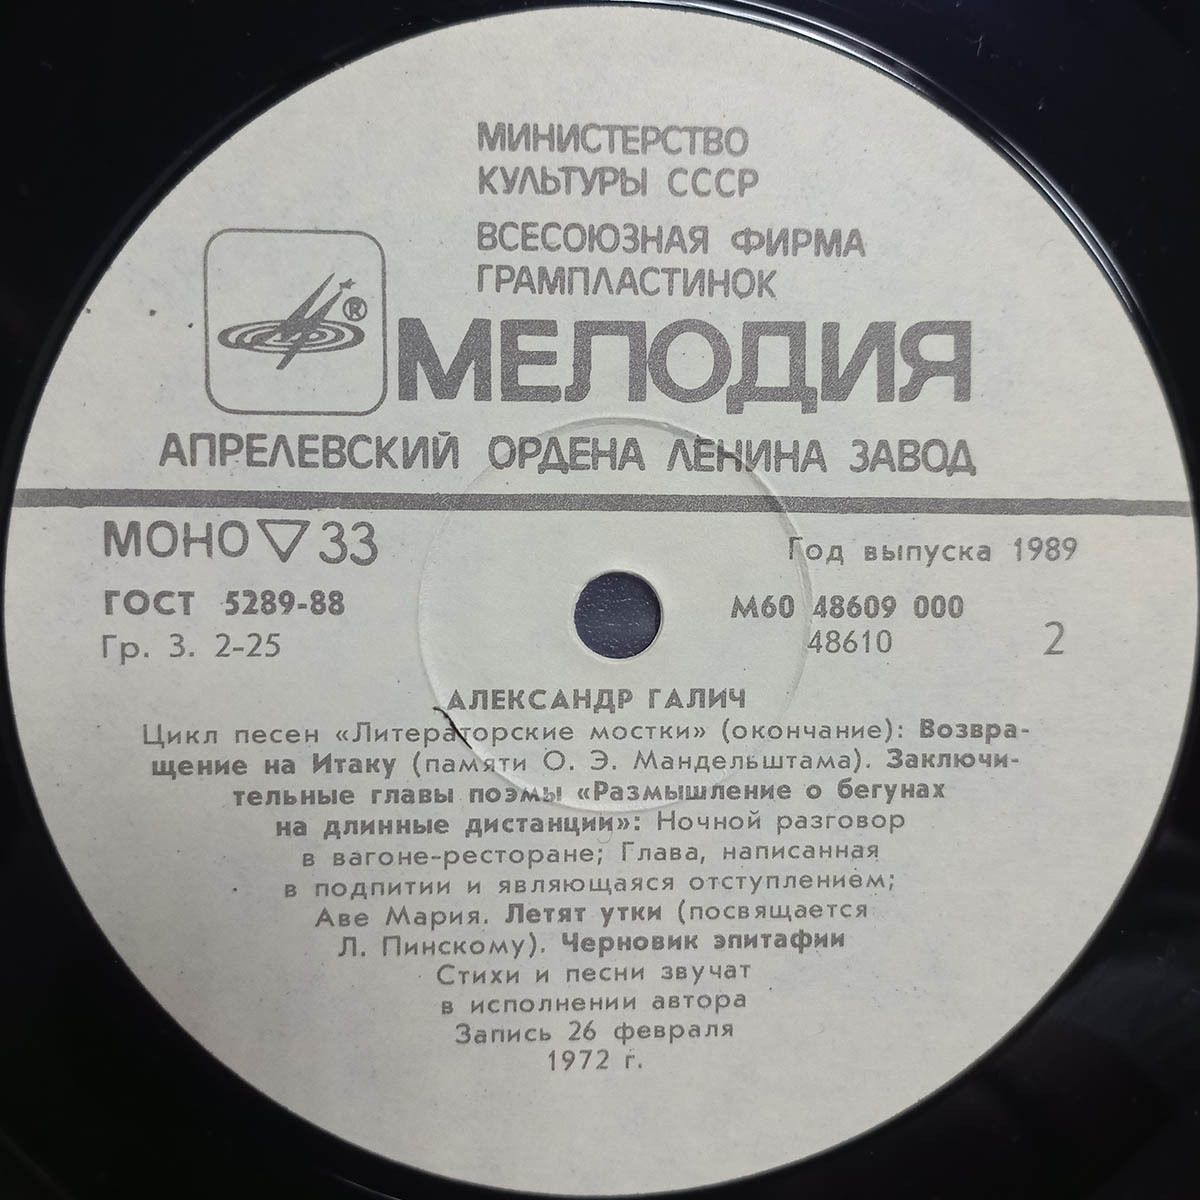 МИНИСТЕРСТВО
КУЛЬТУРЫ СССР
ВСЕСОЮЗНАЯ ФИРМА
ГРАМПЛАСТИНОК
®
МЕЛОДИЯ
АПРЕЛЕВСКИЙ ОРДЕНА ЛЕНИНА ЗАВОД
МОНО ▽ 33
Год выпуска 1989
ГОСТ 5289-88
М60 48609 000
Гр. 3. 2-25
48610
2
АЛЕКСАНДР ГАЛИЧ
Цикл песен «Литераторские мостки» (окончание): Возвра-
щение на Итаку (памяти О. Э. Мандельштама). Заключи-
тельные главы поэмы «Размышление о бегунах
на длинные дистанции»: Ночной разговор
в вагоне-ресторане; Глава, написанная
в подпитии и являющаяся отступлением;
Аве Мария. Летят утки (посвящается
Л. Пинскому). Черновик эпитафии
Стихи и песни звучат
в исполнении автора
Запись 26 февраля
1972 г.